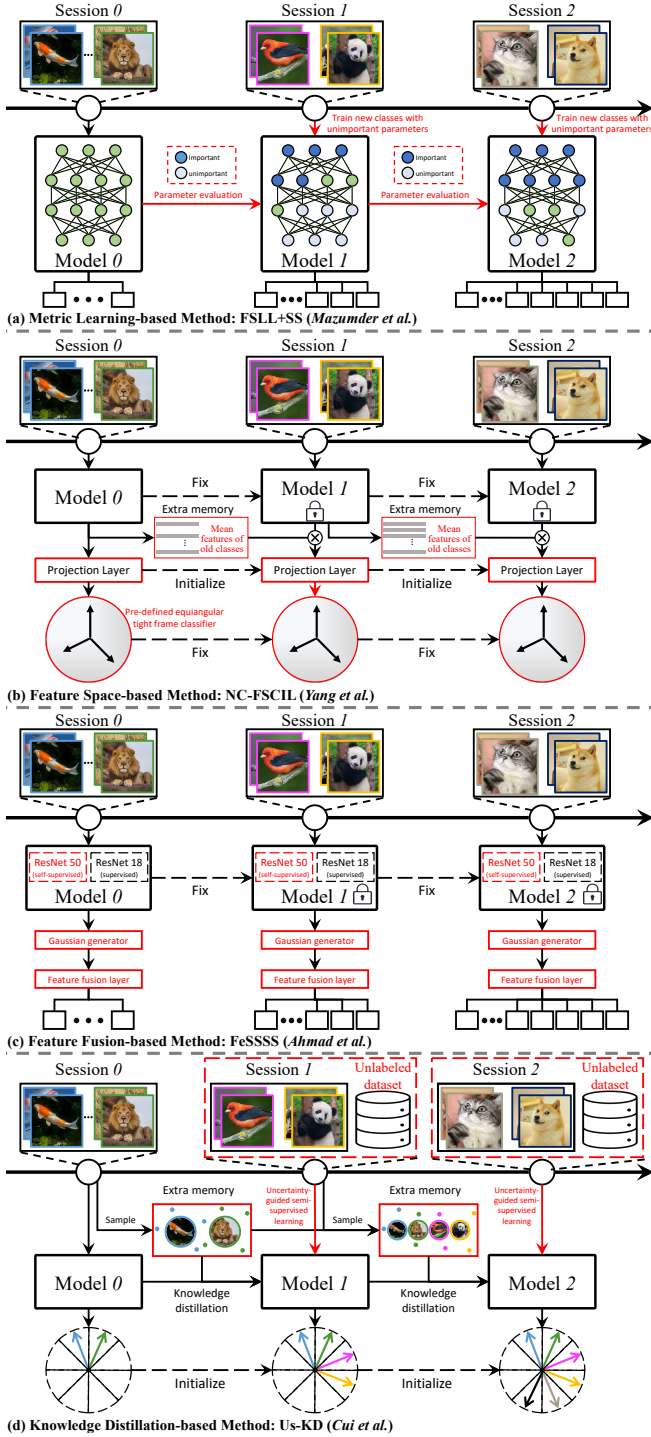 Session 0
Session 1
Session 2
...
Train new classes with
unimportant parameters
Train new classes with
unimportant parameters
Important
unimportant
Important
unimportant
Parameter evaluation
Parameter evaluation
Model 0
Model 1
Model 2
(a) Metric Learning-based Method: FSLL+SS (Mazumder et al.)
Session 0
Session 1
Session 2
...
Model 0
Fix
Model 1
Fix
Model 2
Extra memory
Mean
features of
old classes
Extra memory
Mean
features of
old classes
Projection Layer
Initialize
Projection Layer
Initialize
Projection Layer
Pre-defined equiangular
tight frame classifier
Fix
Fix
(b) Feature Space-based Method: NC-FSCIL (Yang et al.)
Session 0
Session 1
Session 2
...
ResNet 50
(self-supervised)
ResNet 18
(supervised)
Model 0
Fix
ResNet 50
(self-supervised)
ResNet 18
(supervised)
Model 1
Fix
ResNet 50
(self-supervised)
ResNet 18
(supervised)
Model 2
Gaussian generator
Gaussian generator
Gaussian generator
Feature fusion layer
Feature fusion layer
Feature fusion layer
(c) Feature Fusion-based Method: FeSSSS (Ahmad et al.)
Session 0
Session 1
Unlabeled
dataset
Session 2
Unlabeled
dataset
...
Sample
Extra memory
Uncertainty-
guided semi-
supervised
learning
Sample
Extra memory
Uncertainty-
guided semi-
supervised
learning
Model 0
Knowledge
distillation
Model 1
Knowledge
distillation
Model 2
Initialize
Initialize
(d) Knowledge Distillation-based Method: Us-KD (Cui et al.)